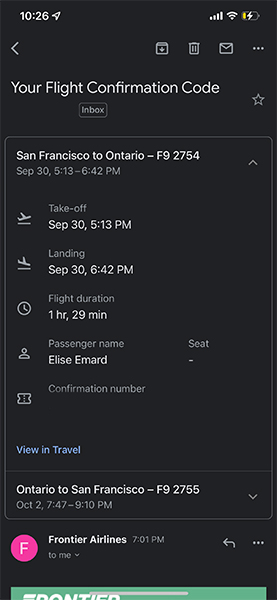 10:26
Your Flight Confirmation Code
Inbox
San Francisco to Ontario – F9 2754
Sep 30, 5:13 – 6:42 PM
Take-off
Sep 30, 5:13 PM
Landing
Sep 30, 6:42 PM
Flight duration
1 hr, 29 min
Passenger name Seat
Elise Emard -
Confirmation number
View in Travel
Ontario to San Francisco – F9 2755
Oct 2, 7:47 – 9:10 PM
F Frontier Airlines 7:01 PM
to me
FRONTIER